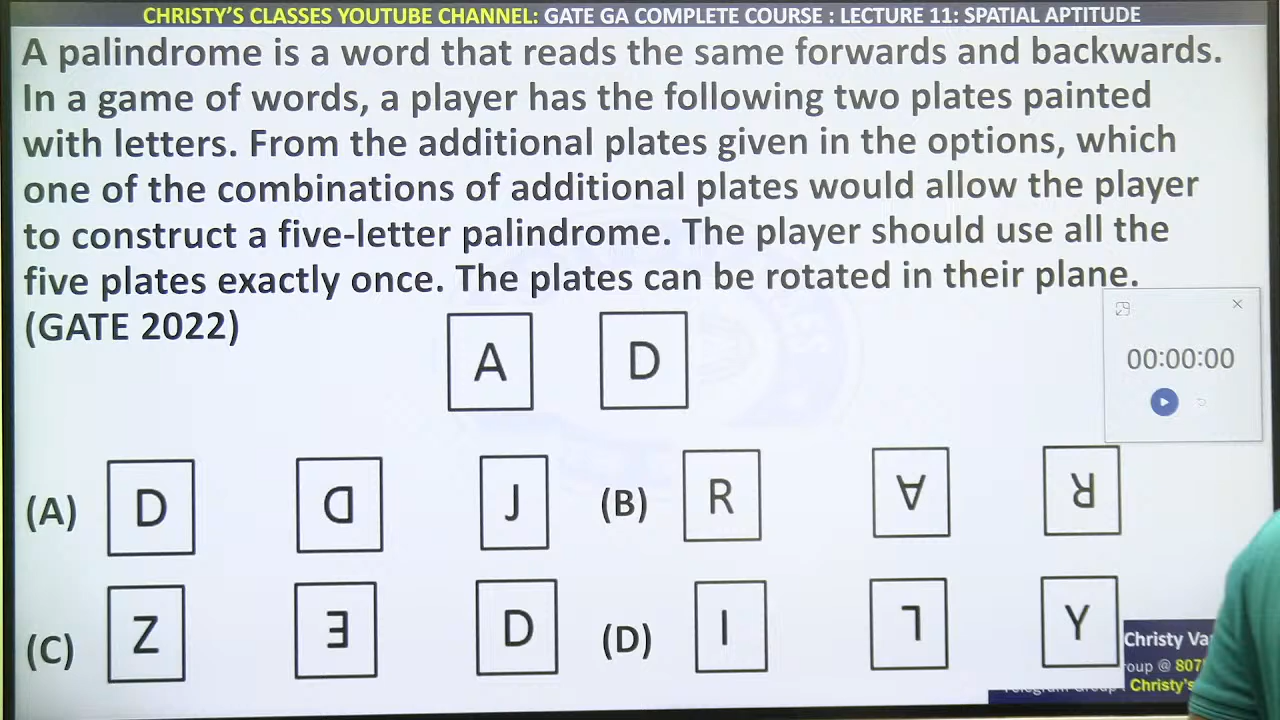 CHRISTY'S CLASSES YOUTUBE CHANNEL: GATE GA COMPLETE COURSE : LECTURE 11: SPATIAL APTITUDE
A palindrome is a word that reads the same forwards and backwards.
In a game of words, a player has the following two plates painted
with letters. From the additional plates given in the options, which
one of the combinations of additional plates would allow the player
to construct a five-letter palindrome. The player should use all the
five plates exactly once. The plates can be rotated in their plane.
(GATE 2022)
00:00:00
A D
(A) D D J (B) R A R
(C) Z E D (D) I L Y
Christy
roup @ 807
Telegram Group Christy's